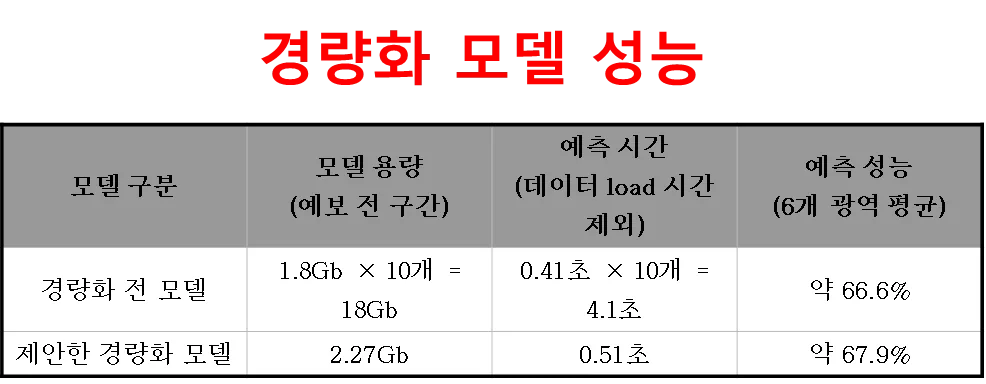 경량화 모델 성능
모델 구분
모델 용량
(예보 전 구간)
예측 시간
(데이터 load 시간
제외)
예측 성능
(6개 광역 평균)
경량화 전 모델
1.8Gb × 10개 =
18Gb
0.41초 × 10개 =
4.1초
약 66.6%
제안한 경량화 모델
2.27Gb
0.51초
약 67.9%